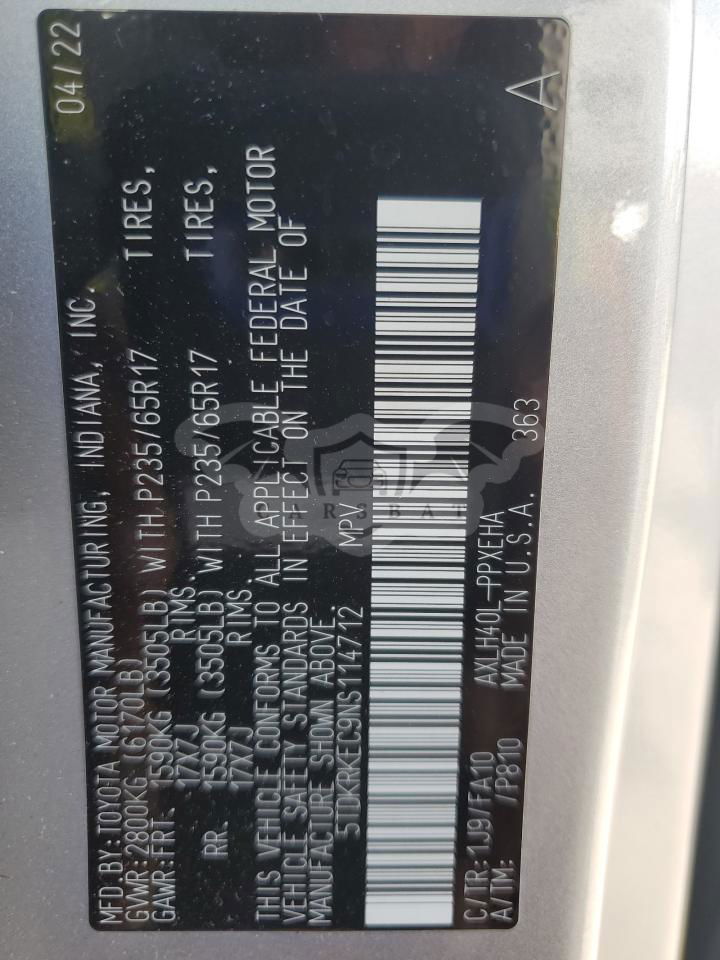 MFD BY: TOYOTA MOTOR MANUFACTURING, INDIANA, INC. 04/22
GVWR: 2800KG (6170LB)
GAWR: FRT. 1590KG (3505LB) WITH P235/65R17 TIRES,
17X7J RIMS.
RR. 1590KG (3505LB) WITH P235/65R17 TIRES,
17X7J RIMS.
THIS VEHICLE CONFORMS TO ALL APPLICABLE FEDERAL MOTOR
VEHICLE SAFETY STANDARDS IN EFFECT ON THE DATE OF
MANUFACTURE SHOWN ABOVE.
5TDKRKEC9NS114712 MPV
A
C/TR: 1J9/FA10 AXLH40L-PPXEHA
A/TM: /P810 MADE IN U.S.A. 363
CARSBAT